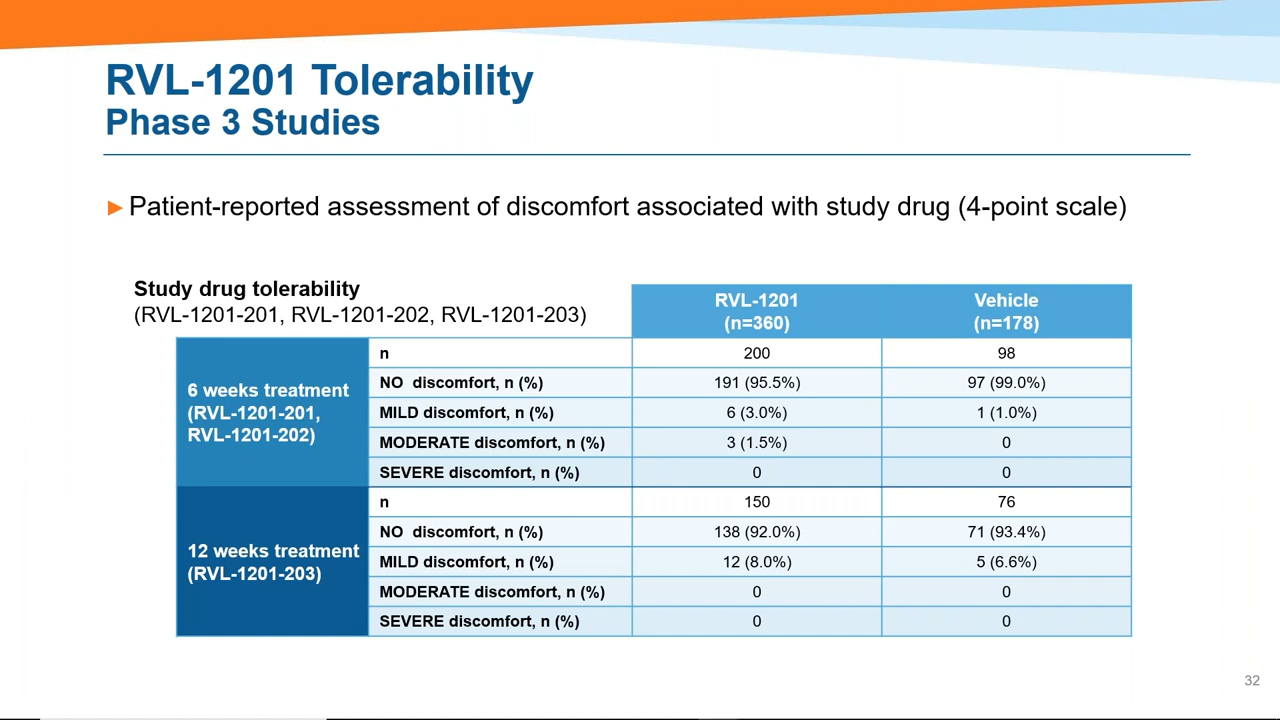 RVL-1201 Tolerability
Phase 3 Studies
► Patient-reported assessment of discomfort associated with study drug (4-point scale)
Study drug tolerability
(RVL-1201-201, RVL-1201-202, RVL-1201-203)
RVL-1201 Vehicle
(n=360) (n=178)
6 weeks treatment
(RVL-1201-201,
RVL-1201-202)
n 200 98
NO discomfort, n (%) 191 (95.5%) 97 (99.0%)
MILD discomfort, n (%) 6 (3.0%) 1 (1.0%)
MODERATE discomfort, n (%) 3 (1.5%) 0
SEVERE discomfort, n (%) 0 0
12 weeks treatment
(RVL-1201-203)
n 150 76
NO discomfort, n (%) 138 (92.0%) 71 (93.4%)
MILD discomfort, n (%) 12 (8.0%) 5 (6.6%)
MODERATE discomfort, n (%) 0 0
SEVERE discomfort, n (%) 0 0
32